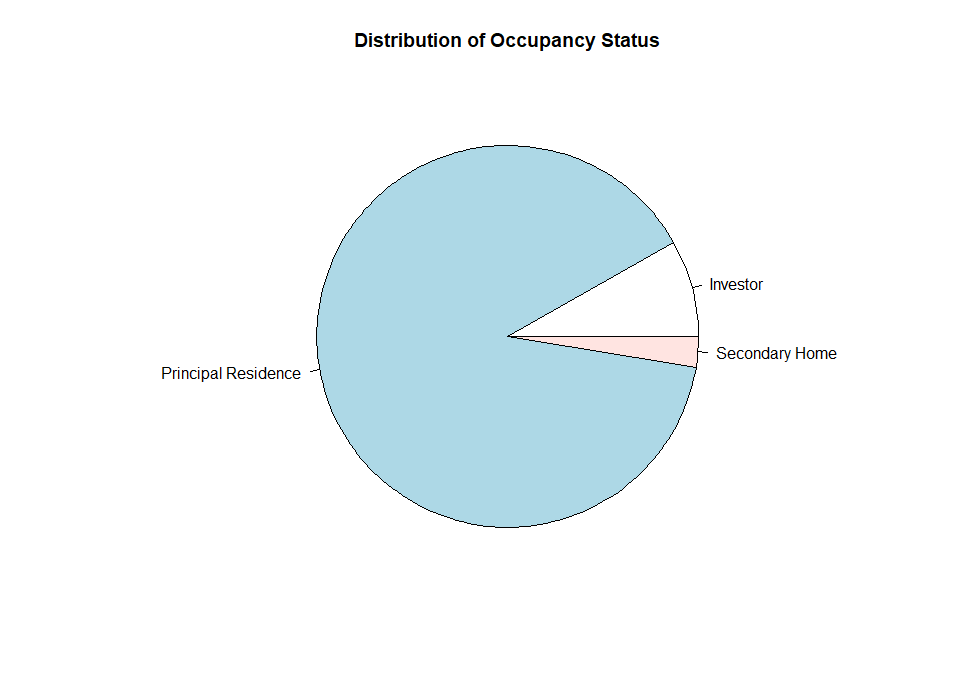 Distribution of Occupancy Status
Investor
Secondary Home
Principal Residence